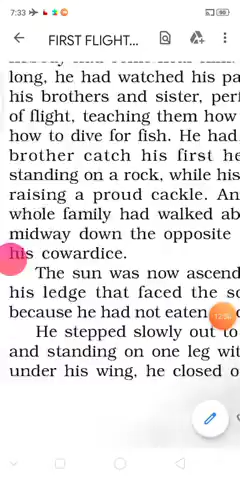 7:33
90
FIRST FLIGHT...
long, he had watched his pa
his brothers and sister, per
of flight, teaching them how
how to dive for fish. He had
brother catch his first he
standing on a rock, while his
raising a proud cackle. An
whole family had walked ab
midway down the opposite
his cowardice.
The sun was now ascend
his ledge that faced the so
because he had not eaten
He stepped slowly out to
and standing on one leg wit
under his wing, he closed o